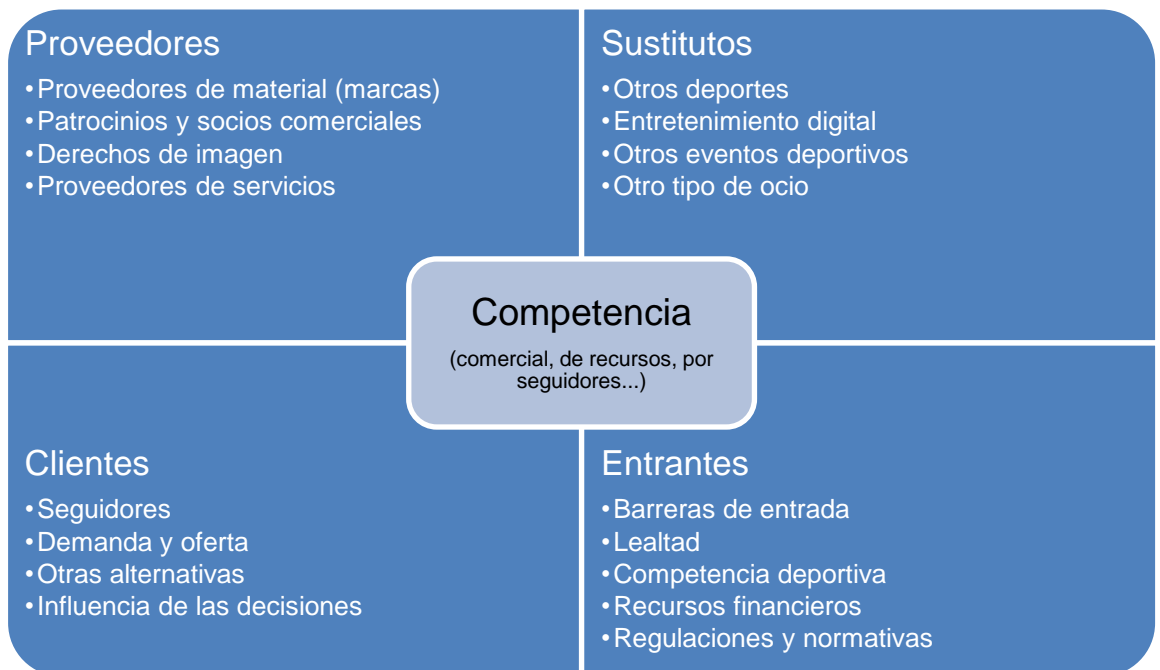 Proveedores
•Proveedores de material (marcas)
•Patrocinios y socios comerciales
•Derechos de imagen
•Proveedores de servicios
Sustitutos
•Otros deportes
•Entretenimiento digital
•Otros eventos deportivos
•Otro tipo de ocio
Competencia
(comercial, de recursos, por
seguidores...)
Clientes
•Seguidores
•Demanda y oferta
•Otras alternativas
•Influencia de las decisiones
Entrantes
•Barreras de entrada
•Lealtad
•Competencia deportiva
•Recursos financieros
•Regulaciones y normativas